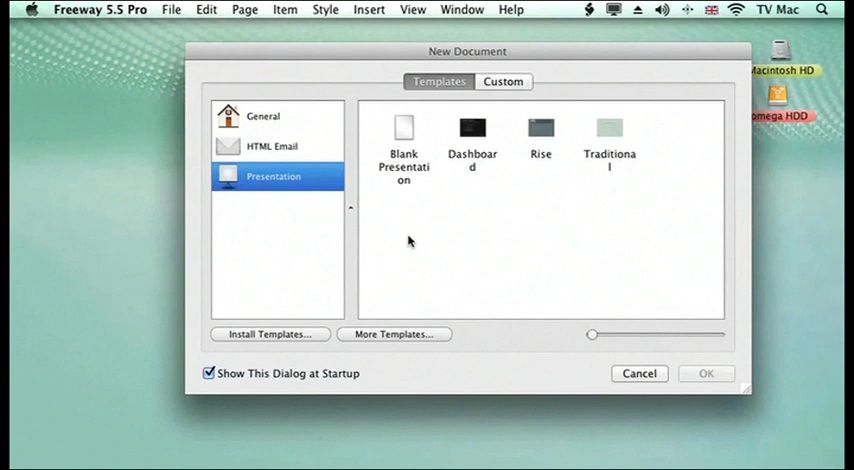 Freeway 5.5 Pro File Edit Page Item Style Insert View Window Help TV Mac
New Document
Macintosh HD
omega HDD
Templates Custom
General
HTML Email
Presentation
Blank
Presentati
on
Dashboar
d
Rise
Traditiona
l
Install Templates... More Templates...
Show This Dialog at Startup
Cancel OK